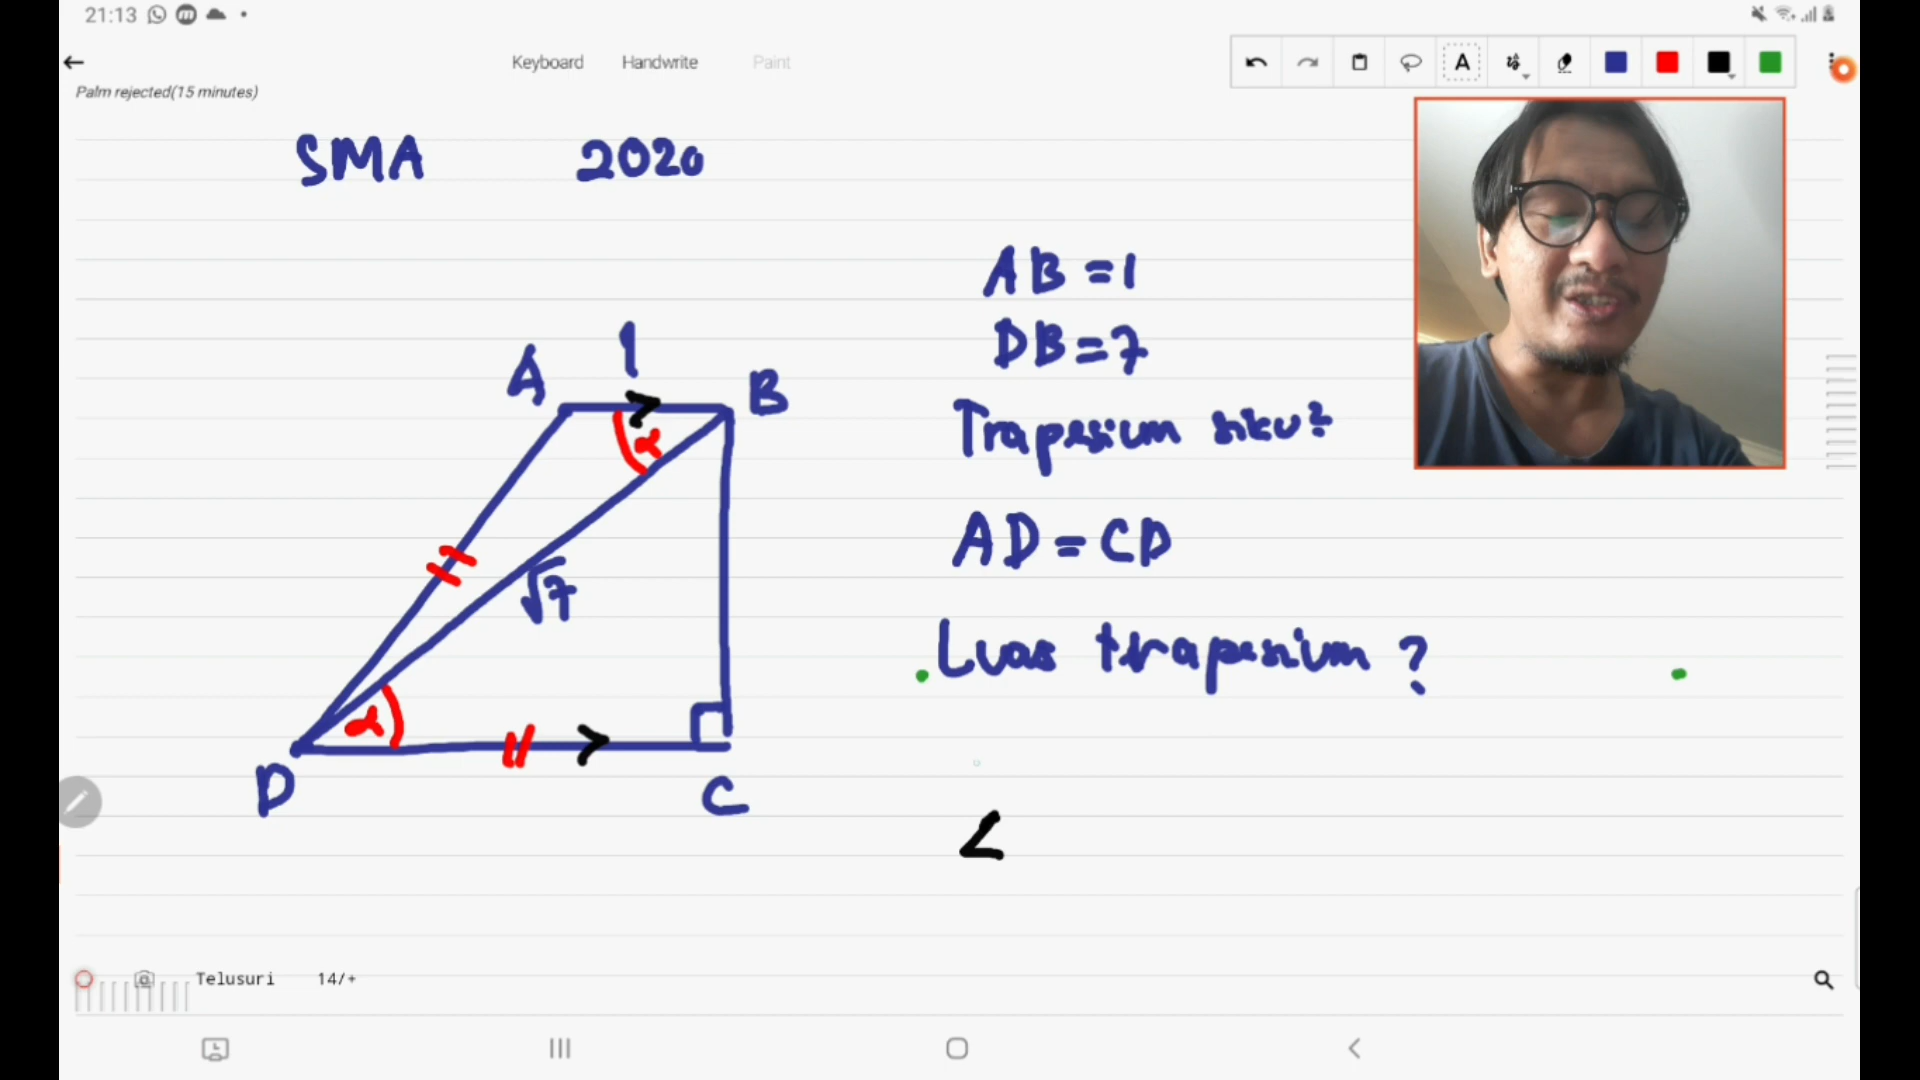 21:13
Keyboard Handwrite Paint
A
Palm rejected(15 minutes)
SMA 2020
AB = 1
DB = 7
Trapesium siku²
AD = CD
Luas trapesium ?
A 1 B
α
√7
α
D C
∠
Telusuri 14/+